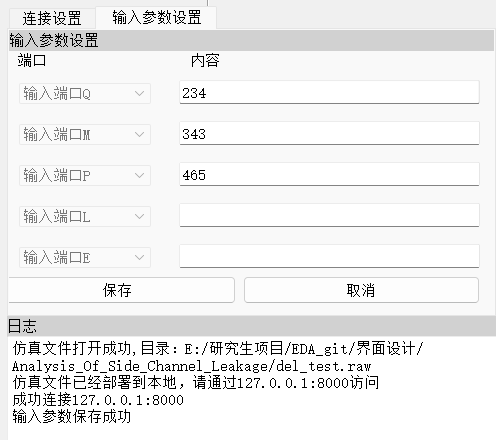 连接设置 输入参数设置
输入参数设置
端口 内容
输入端口Q 234
输入端口M 343
输入端口P 465
输入端口L
输入端口E
保存 取消
日志
仿真文件打开成功,目录：E:/研究生项目/EDA_git/界面设计/
Analysis_Of_Side_Channel_Leakage/del_test.raw
仿真文件已经部署到本地，请通过127.0.0.1:8000访问
成功连接127.0.0.1:8000
输入参数保存成功